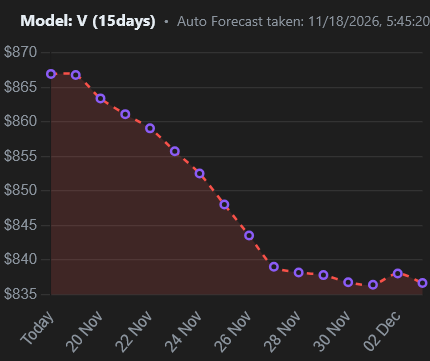 Model: V (15days) • Auto Forecast taken: 11/18/2026, 5:45:20
$870
$865
$860
$855
$850
$845
$840
$835
Today
20 Nov
22 Nov
24 Nov
26 Nov
28 Nov
30 Nov
02 Dec